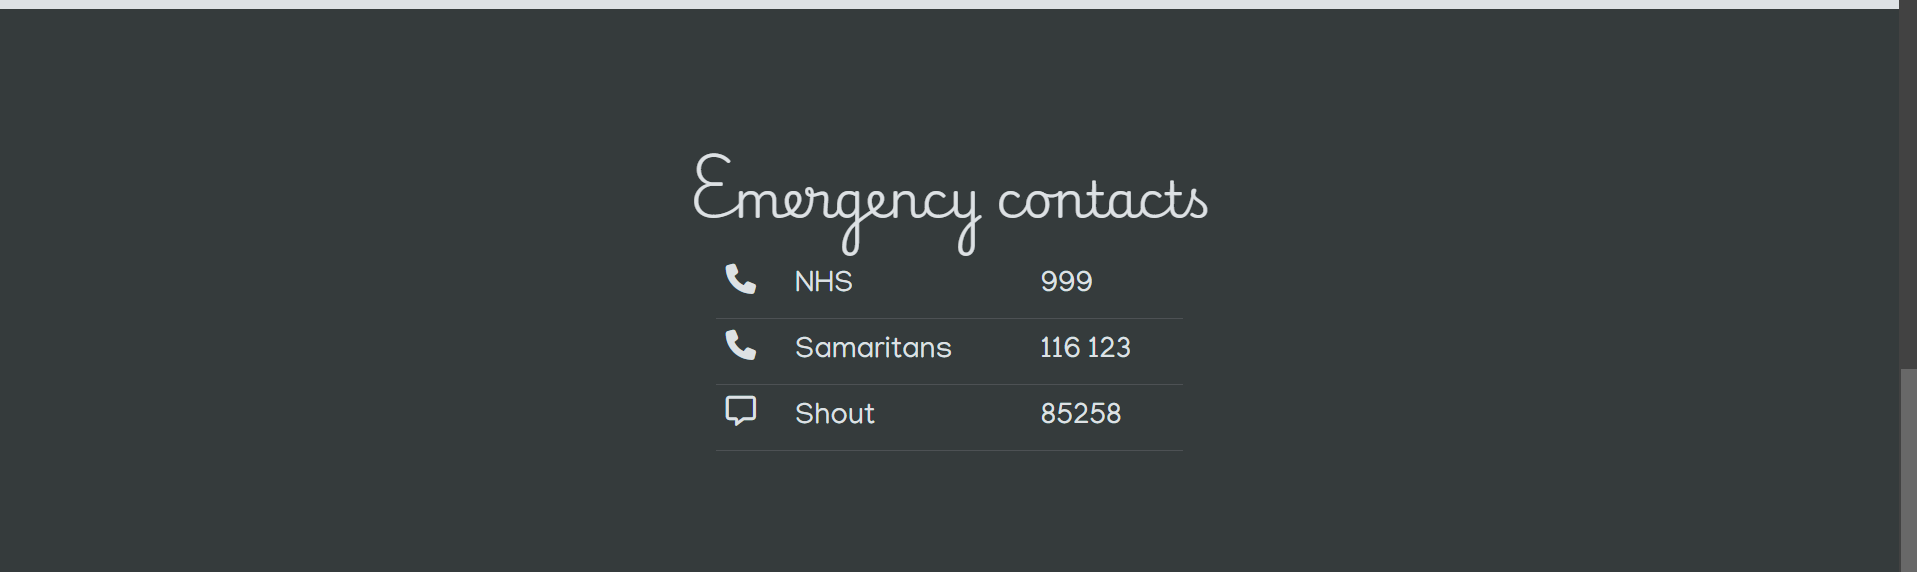 Emergency contacts
NHS 999
Samaritans 116 123
Shout 85258